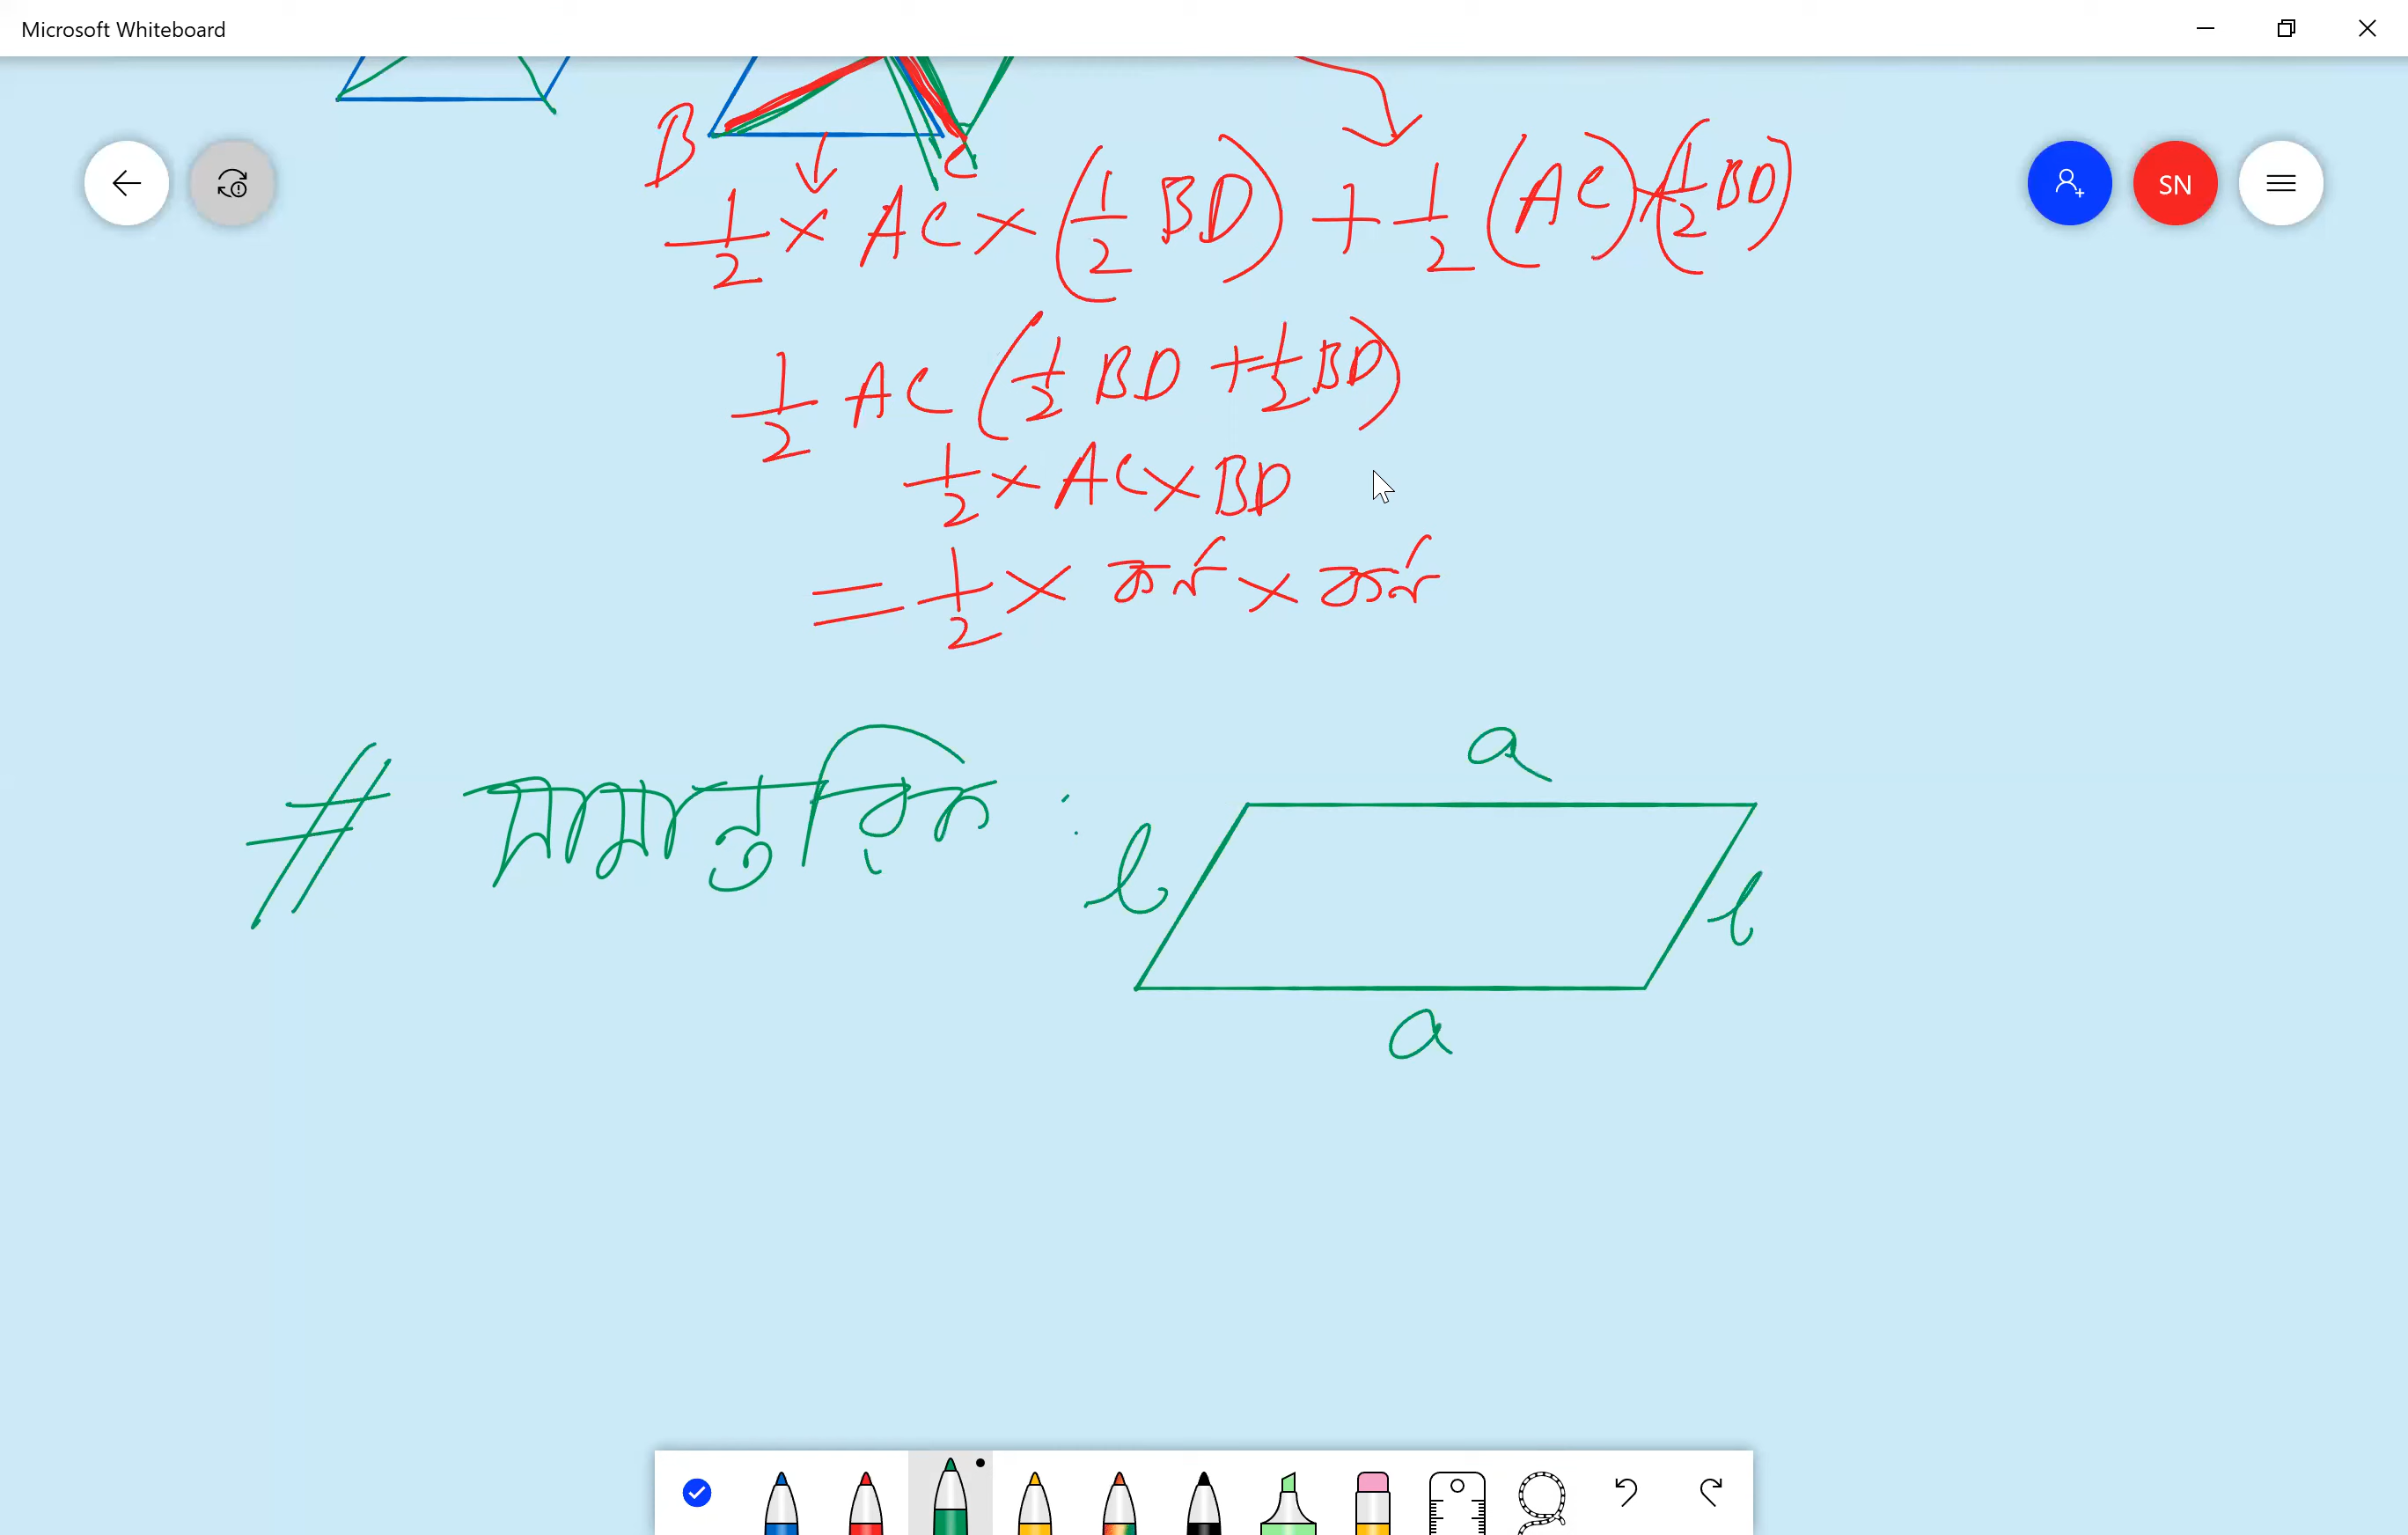 Microsoft Whiteboard
SN
B
C
1/2 × AC × (1/2 BD) + 1/2 (AC) × (1/2 BD)
1/2 AC (1/2 BD + 1/2 BD)
1/2 × AC × BD
= 1/2 × কর্ণ × কর্ণ
# সামান্তরিক :
a
b
b
a